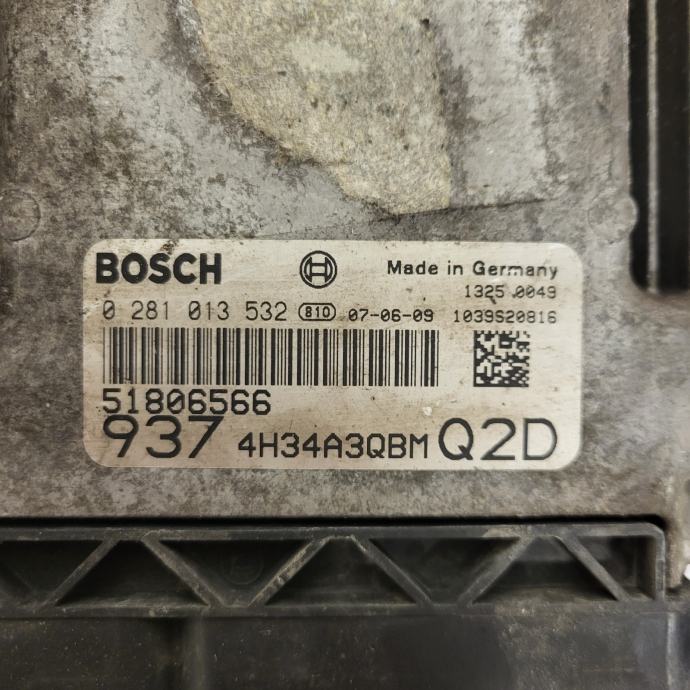 BOSCH Made in Germany
1325 0049
0 281 013 532 810 07-06-09 1039S20816
51806566
937 4H34A3QBM Q2D